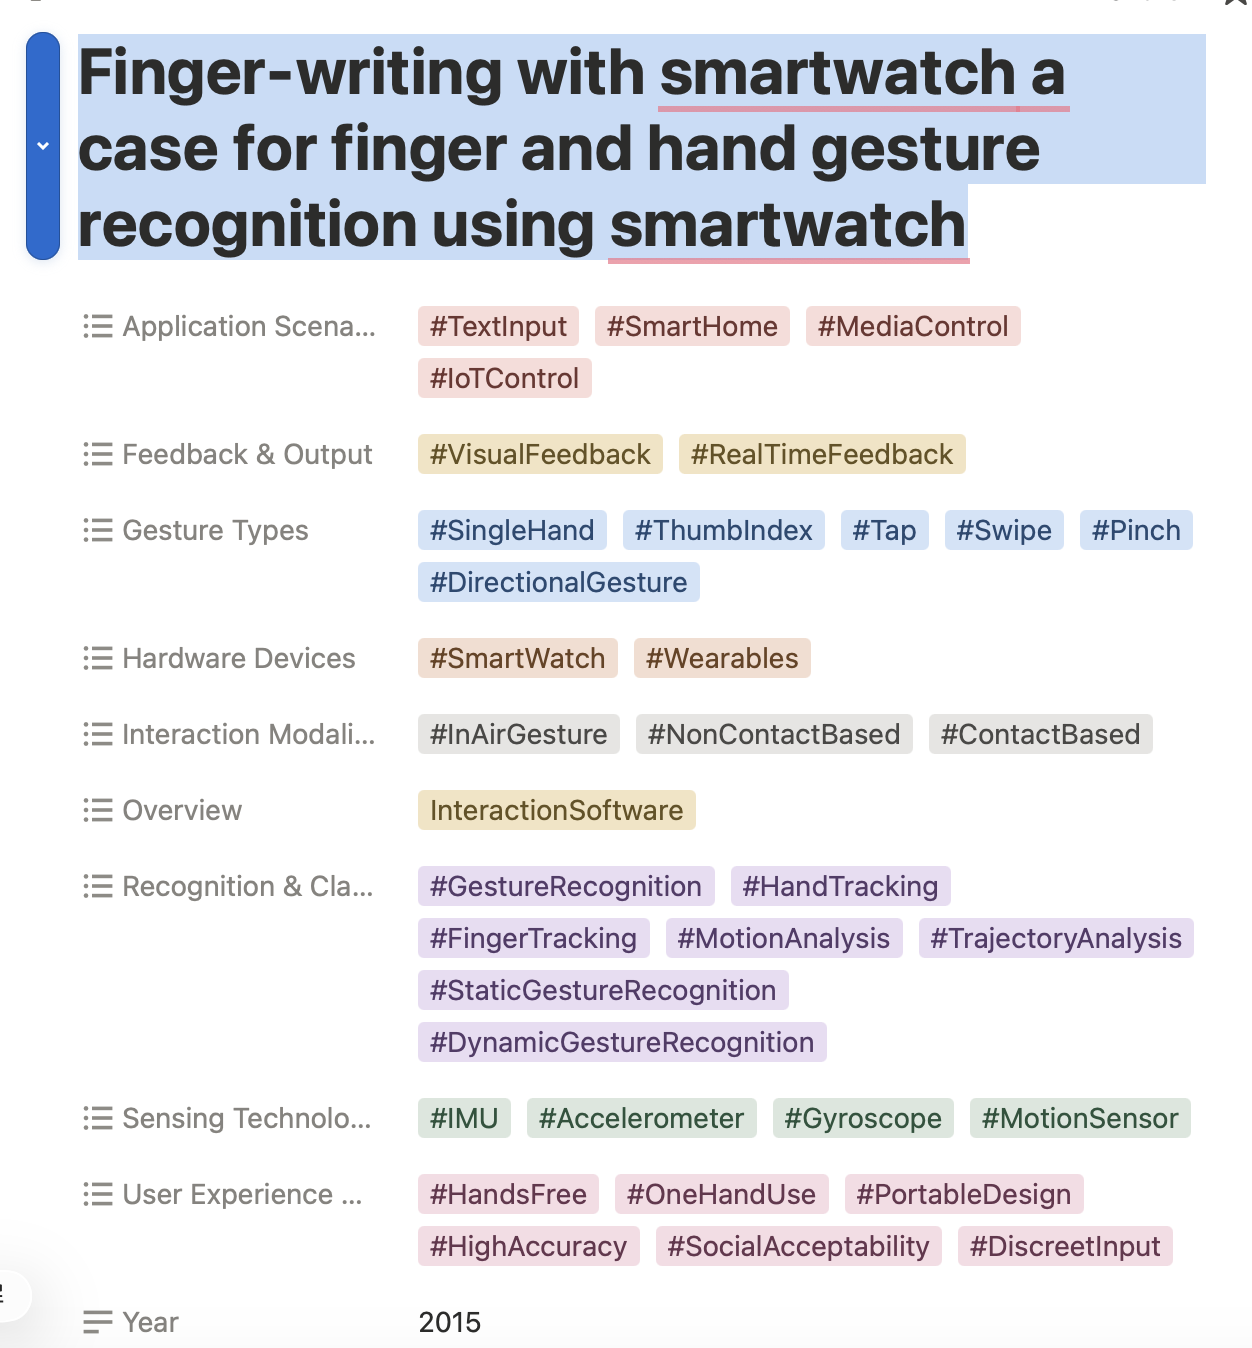 Finger-writing with smartwatch a
case for finger and hand gesture
recognition using smartwatch
Application Scena... #TextInput #SmartHome #MediaControl
#IoTControl
Feedback & Output #VisualFeedback #RealTimeFeedback
Gesture Types #SingleHand #ThumbIndex #Tap #Swipe #Pinch
#DirectionalGesture
Hardware Devices #SmartWatch #Wearables
Interaction Modali... #InAirGesture #NonContactBased #ContactBased
Overview InteractionSoftware
Recognition & Cla... #GestureRecognition #HandTracking
#FingerTracking #MotionAnalysis #TrajectoryAnalysis
#StaticGestureRecognition
#DynamicGestureRecognition
Sensing Technolo... #IMU #Accelerometer #Gyroscope #MotionSensor
User Experience ... #HandsFree #OneHandUse #PortableDesign
#HighAccuracy #SocialAcceptability #DiscreetInput
Year 2015